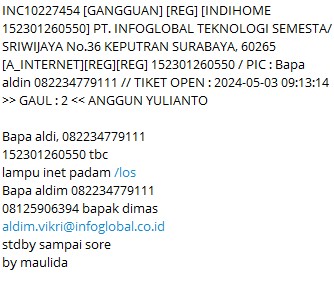 INC10227454 [GANGGUAN] [REG] [INDIHOME
152301260550] PT. INFOGLOBAL TEKNOLOGI SEMESTA/
SRIWIJAYA No.36 KEPUTRAN SURABAYA, 60265
[A_INTERNET][REG][REG] 152301260550 / PIC : Bapa
aldin 082234779111 // TIKET OPEN : 2024-05-03 09:13:14
>> GAUL : 2 << ANGGUN YULIANTO

Bapa aldi, 082234779111
152301260550 tbc
lampu inet padam /los
Bapa aldim 082234779111
08125906394 bapak dimas
aldim.vikri@infoglobal.co.id
stdby sampai sore
by maulida